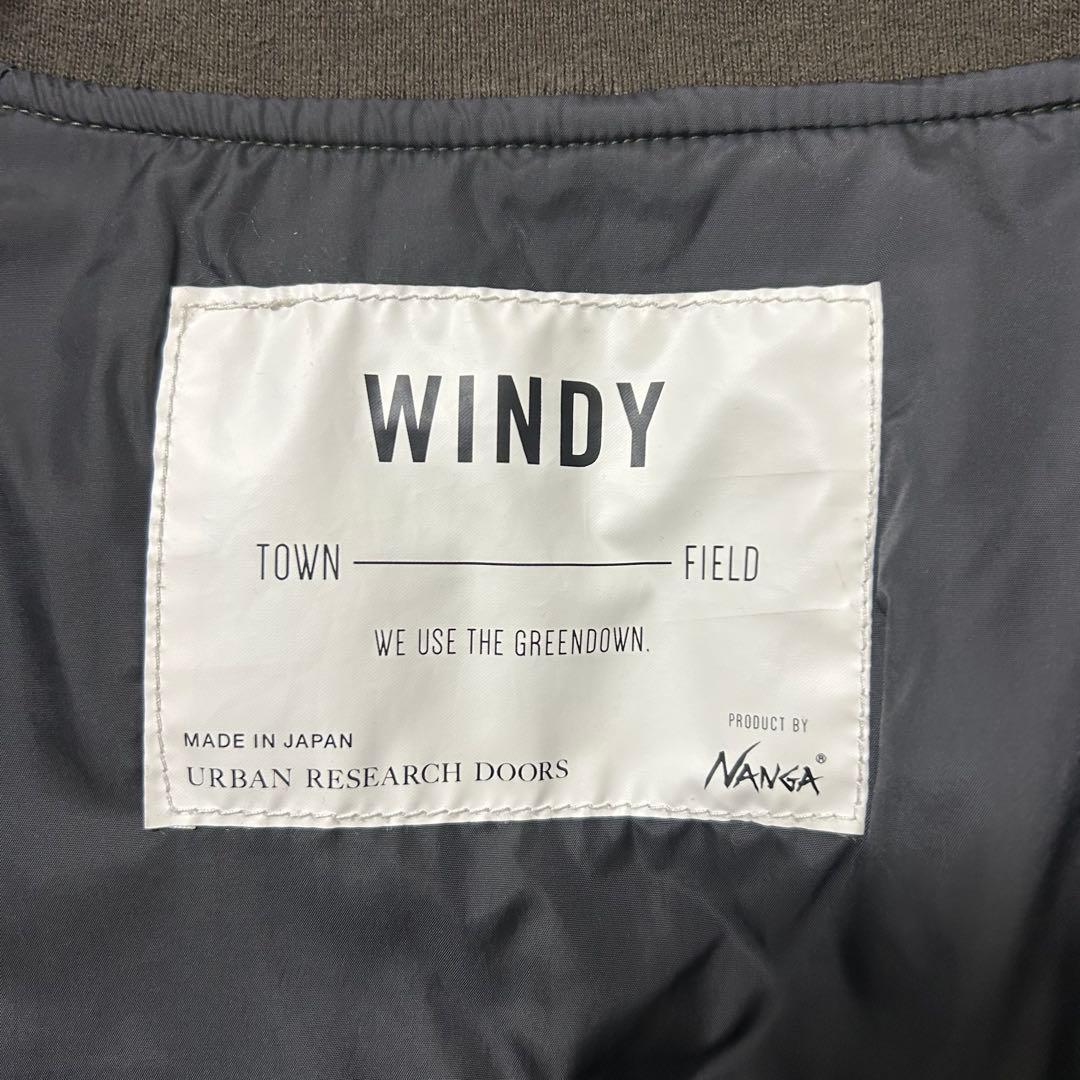 WINDY
TOWN FIELD
WE USE THE GREENDOWN.
PRODUCT BY
MADE IN JAPAN
URBAN RESEARCH DOORS
NANGA®